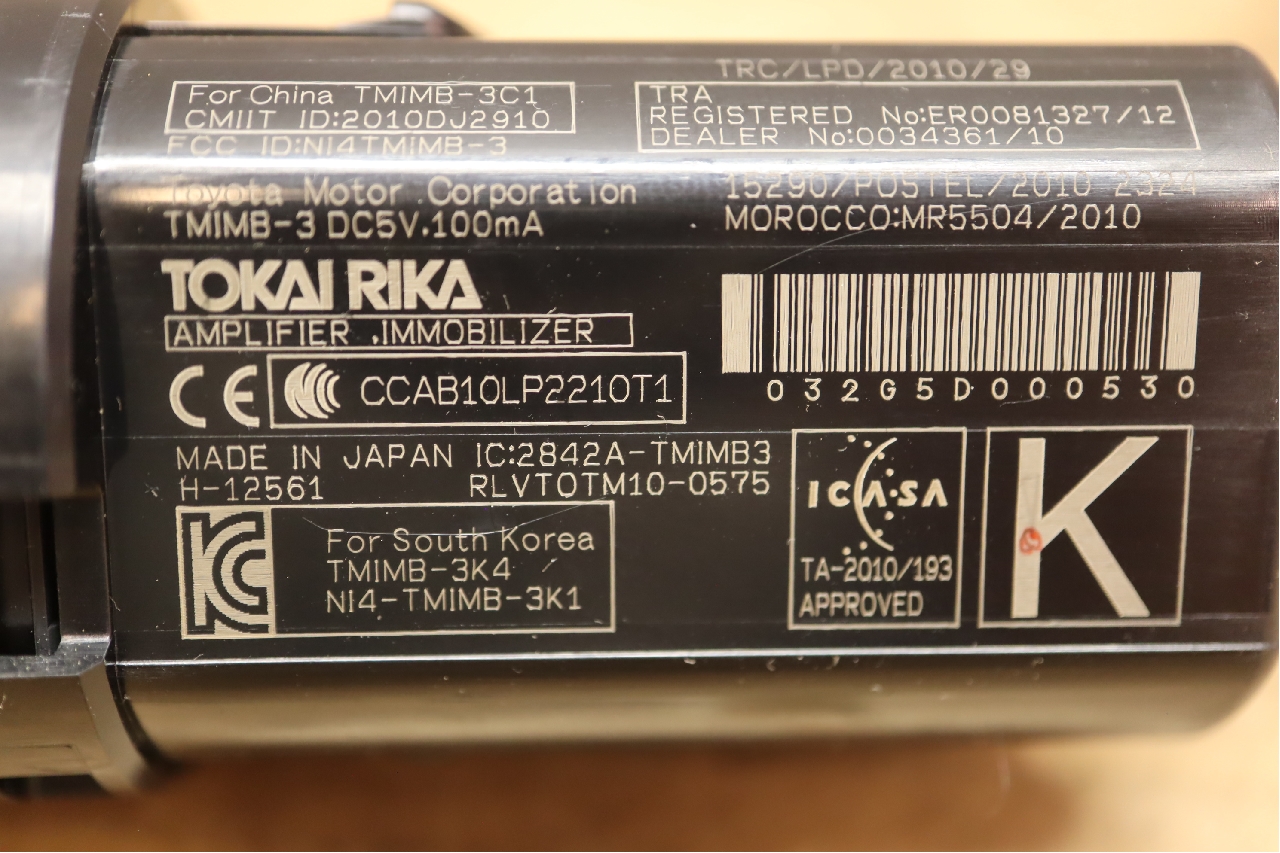 TRC/LPD/2010/29
For China TMIMB-3C1
CMIIT ID:2010DJ2910
FCC ID:NI4TMIMB-3
TRA
REGISTERED No:ER0081327/12
DEALER No:0034361/10
Toyota Motor Corporation
TMIMB-3 DC5V.100mA
15290/POSTEL/2010 2324
MOROCCO:MR5504/2010
TOKAI RIKA
AMPLIFIER ,IMMOBILIZER
CE
CCAB10LP2210T1
032G5D000530
MADE IN JAPAN IC:2842A-TMIMB3
H-12561 RLVTOTM10-0575
KC
For South Korea
TMIMB-3K4
NI4-TMIMB-3K1
ICASA
TA-2010/193
APPROVED
K